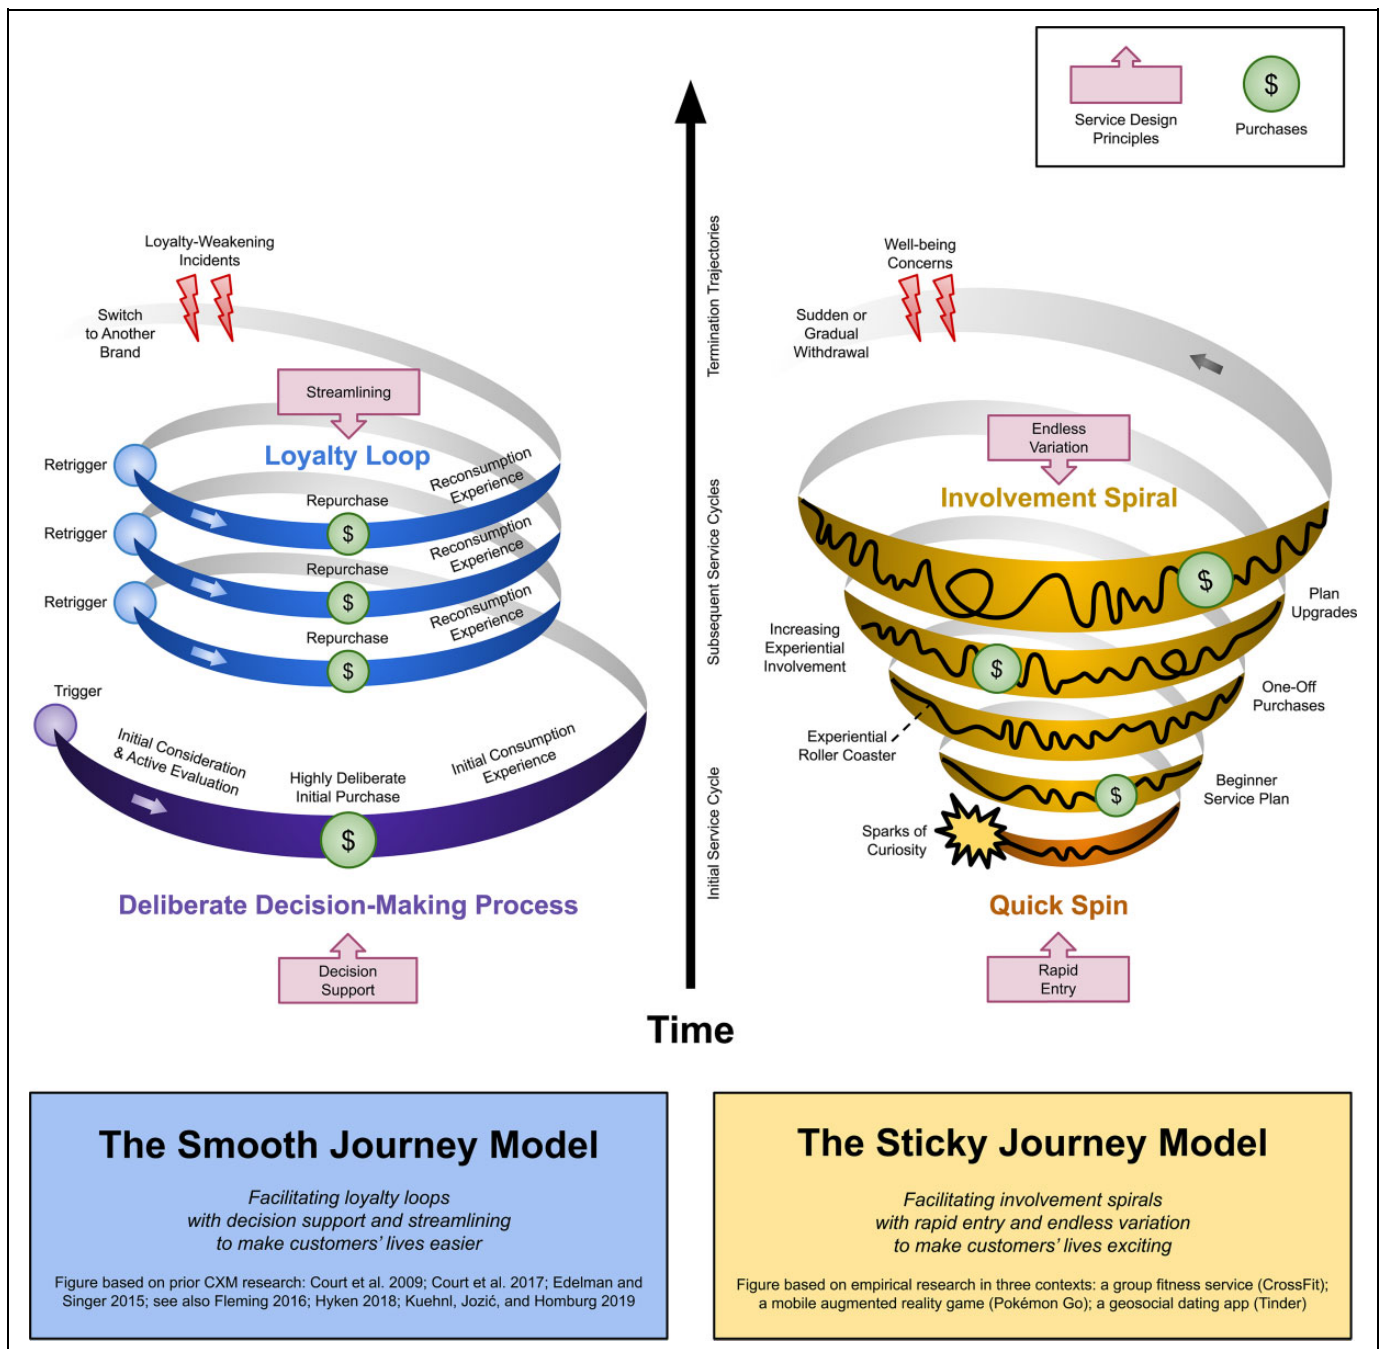 $
Service Design
Principles
Purchases
Loyalty-Weakening
Incidents
Switch
to Another
Brand
Streamlining
Loyalty Loop
Retrigger
Repurchase
$
Reconsumption
Experience
Retrigger
Repurchase
$
Reconsumption
Experience
Retrigger
Repurchase
$
Reconsumption
Experience
Trigger
Initial Consideration
& Active Evaluation
Highly Deliberate
Initial Purchase
$
Initial Consumption
Experience
Deliberate Decision-Making Process
Decision
Support
Termination Trajectories
Subsequent Service Cycles
Initial Service Cycle
Time
Well-being
Concerns
Sudden or
Gradual
Withdrawal
Endless
Variation
Involvement Spiral
$
Plan
Upgrades
Increasing
Experiential
Involvement
$
One-Off
Purchases
Experiential
Roller Coaster
$
Beginner
Service Plan
Sparks of
Curiosity
Quick Spin
Rapid
Entry
The Smooth Journey Model
Facilitating loyalty loops
with decision support and streamlining
to make customers' lives easier
Figure based on prior CXM research: Court et al. 2009; Court et al. 2017; Edelman and
Singer 2015; see also Fleming 2016; Hyken 2018; Kuehnl, Jozić, and Homburg 2019
The Sticky Journey Model
Facilitating involvement spirals
with rapid entry and endless variation
to make customers' lives exciting
Figure based on empirical research in three contexts: a group fitness service (CrossFit);
a mobile augmented reality game (Pokémon Go); a geosocial dating app (Tinder)